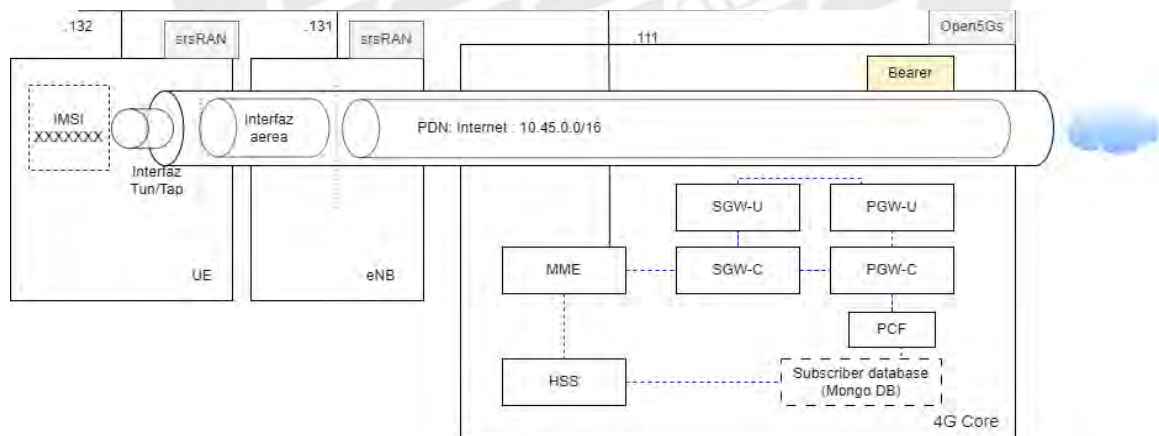 .132
srsRAN
.131
srsRAN
.111
Open5Gs
Bearer
IMSI
XXXXXXX
Interfaz
aerea
PDN: Internet : 10.45.0.0/16
Interfaz
Tun/Tap
SGW-U
PGW-U
MME
SGW-C
PGW-C
UE
eNB
PCF
HSS
Subscriber database
(Mongo DB)
4G Core